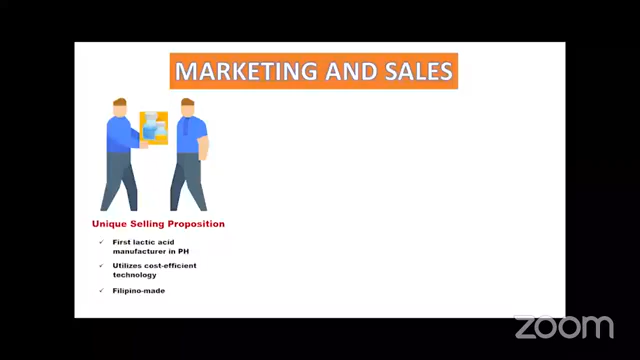 MARKETING AND SALES
Unique Selling Proposition
✓ First lactic acid
manufacturer in PH
✓ Utilizes cost-efficient
technology
✓ Filipino-made
zoom